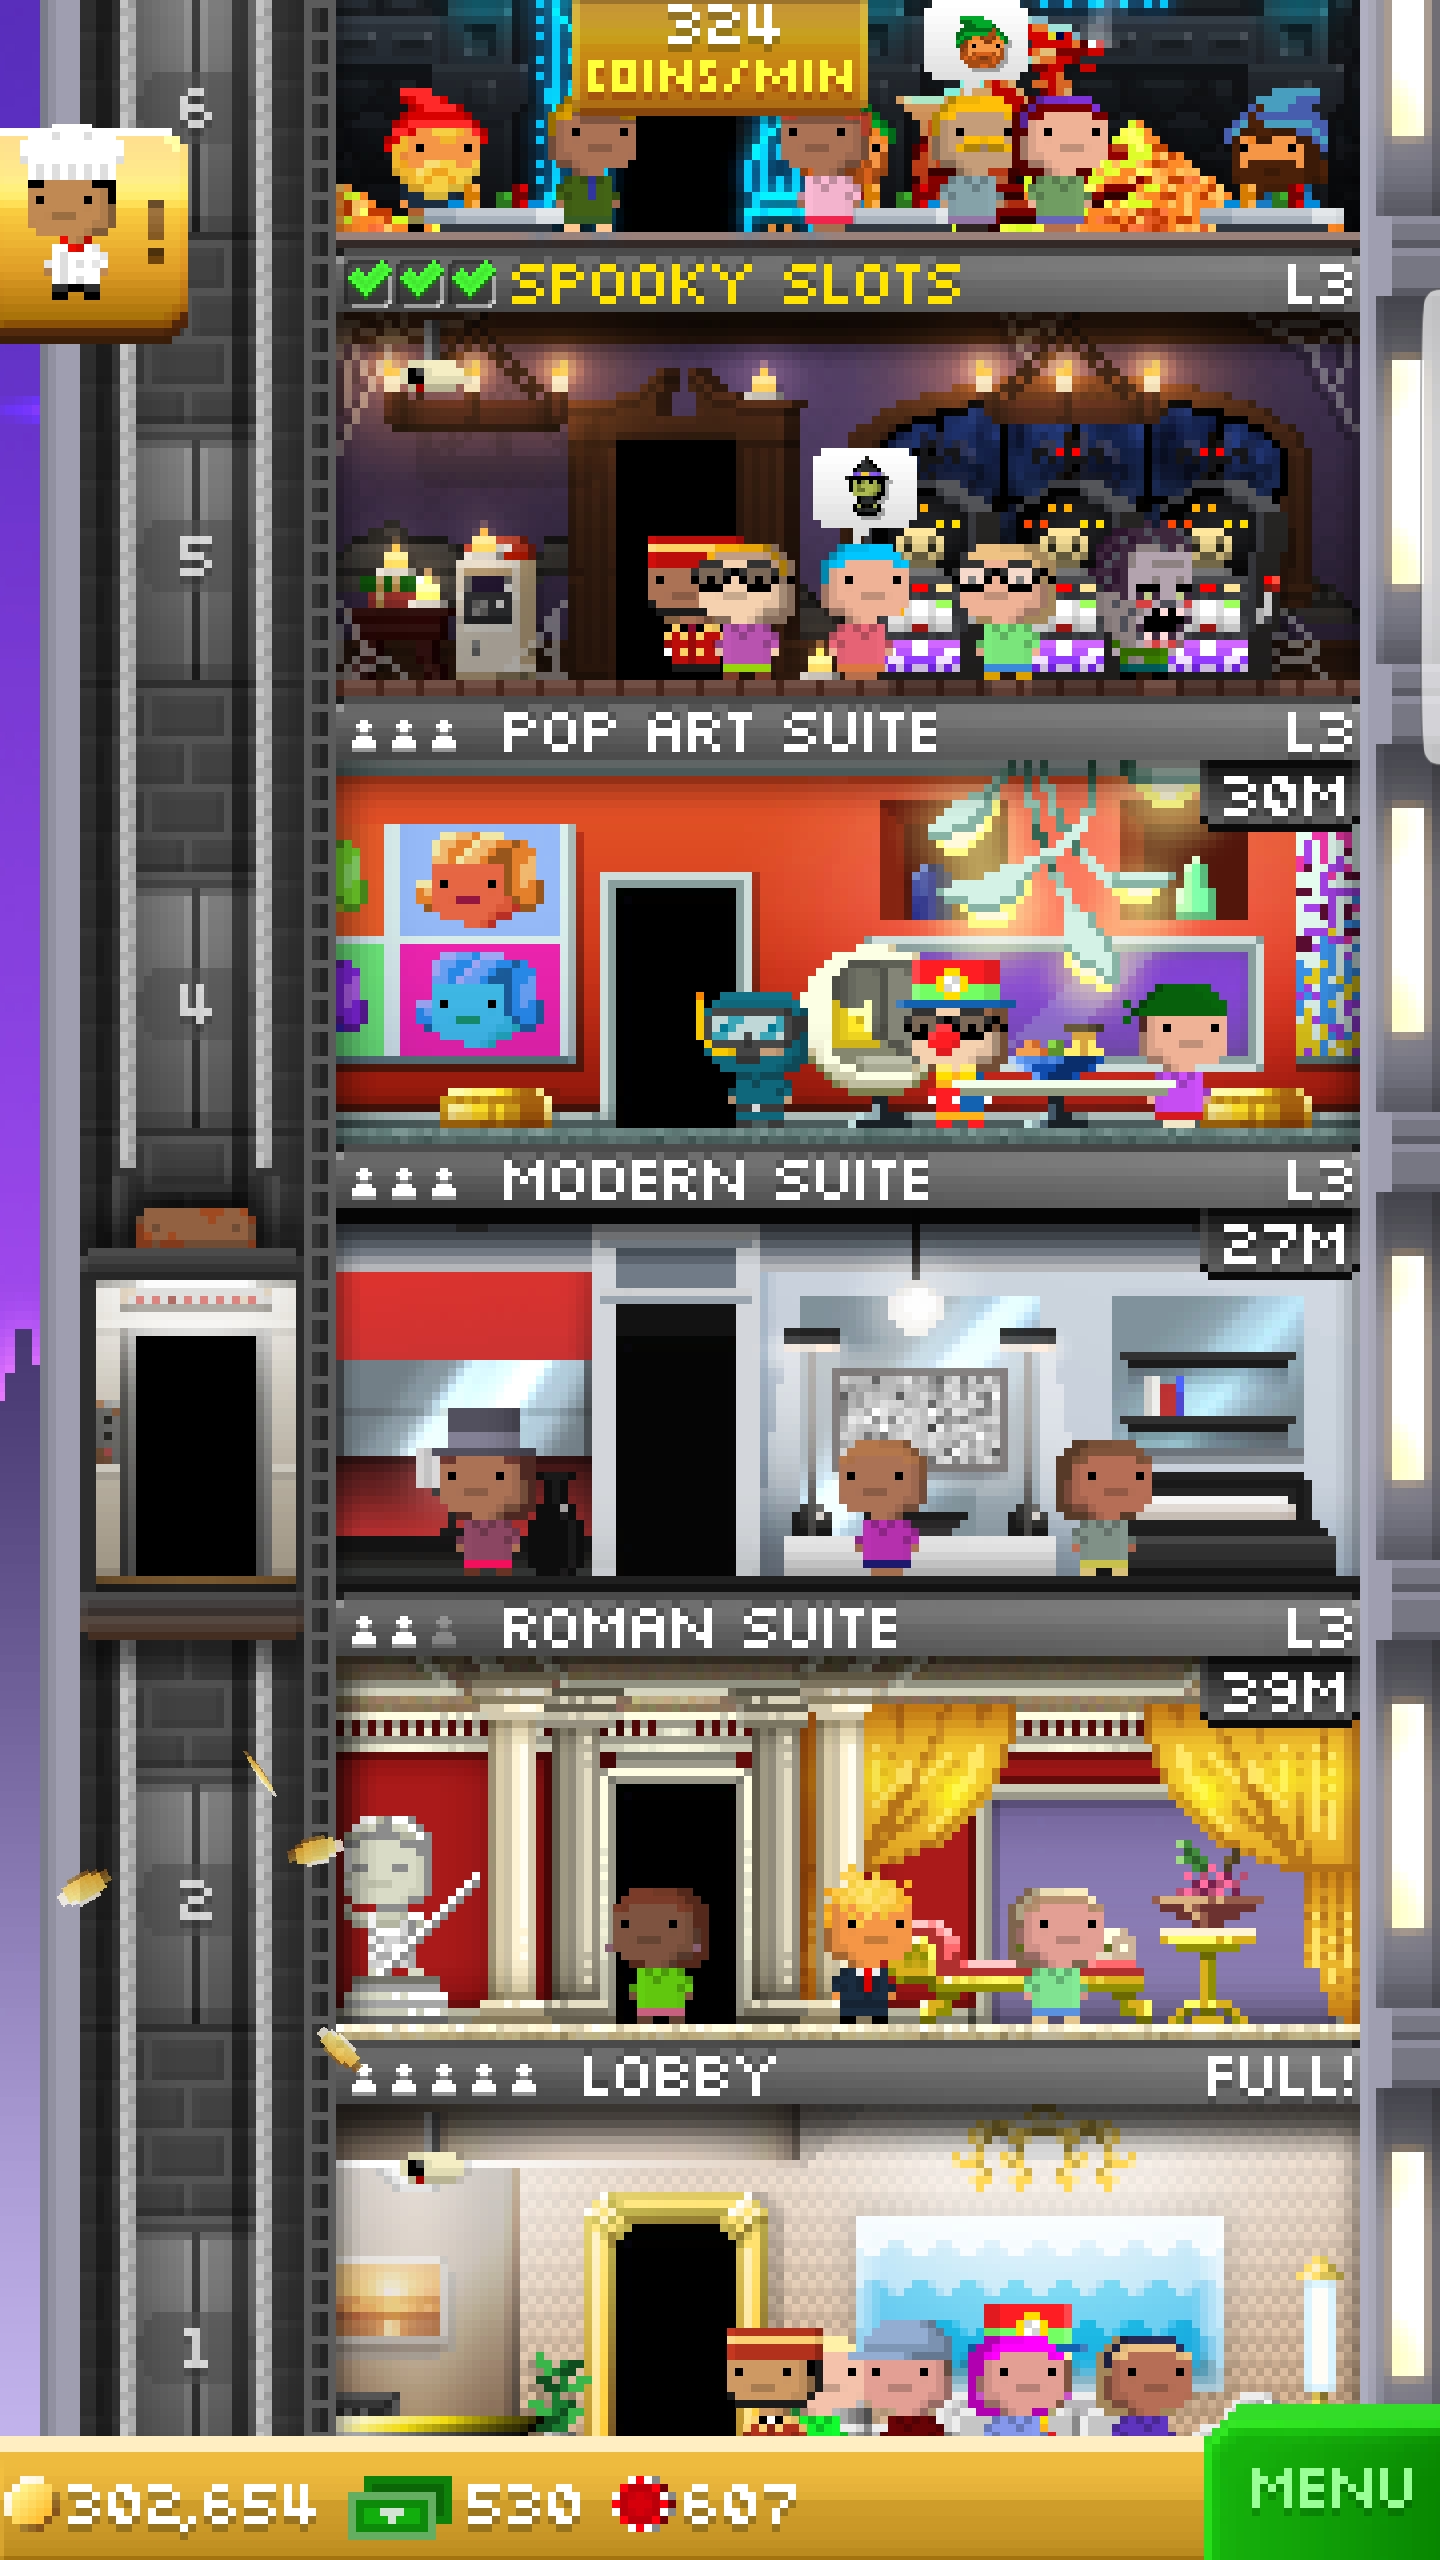 324
COINS/MIN
6
!
SPOOKY SLOTS L3
5
POP ART SUITE L3
30M
4
MODERN SUITE L3
27M
ROMAN SUITE L3
39M
2
LOBBY FULL!
1
302,654 530 607 MENU